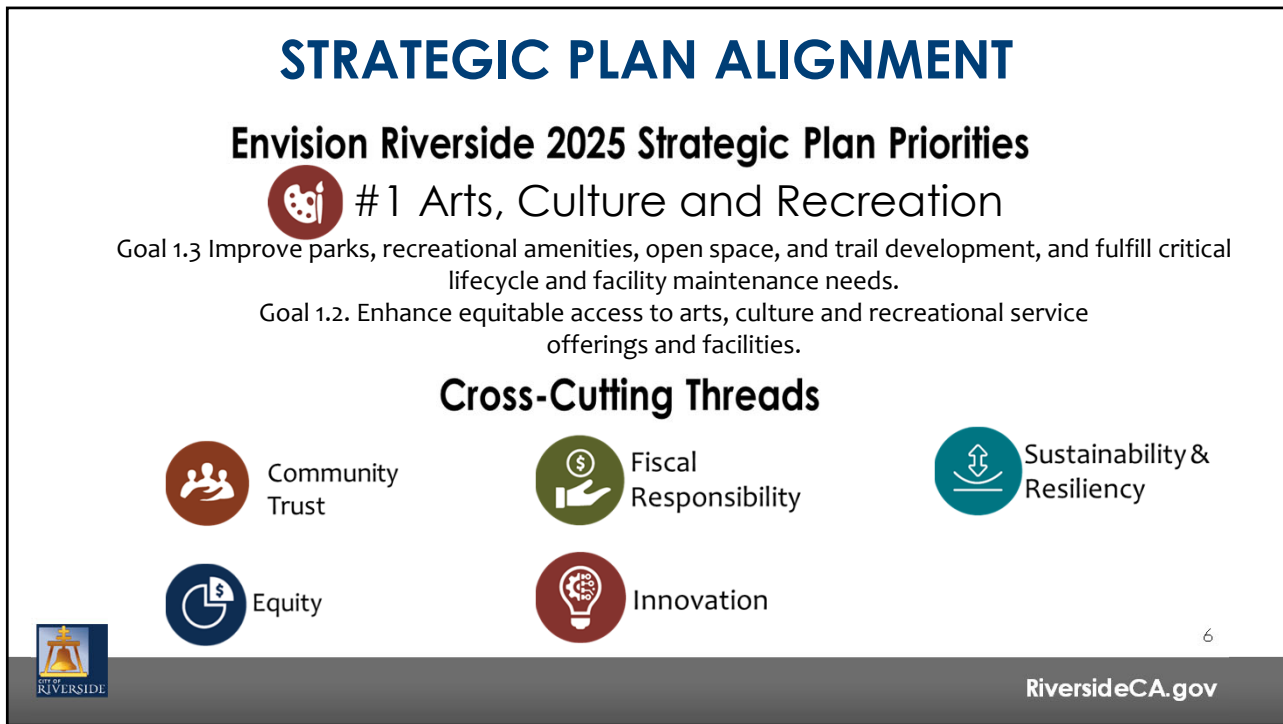 STRATEGIC PLAN ALIGNMENT
Envision Riverside 2025 Strategic Plan Priorities
#1 Arts, Culture and Recreation
Goal 1.3 Improve parks, recreational amenities, open space, and trail development, and fulfill critical
lifecycle and facility maintenance needs.
Goal 1.2. Enhance equitable access to arts, culture and recreational service
offerings and facilities.
Cross-Cutting Threads
Community
Trust
$
Fiscal
Responsibility
Sustainability &
Resiliency
$
Equity
Innovation
6
CITY OF
RIVERSIDE
RiversideCA.gov